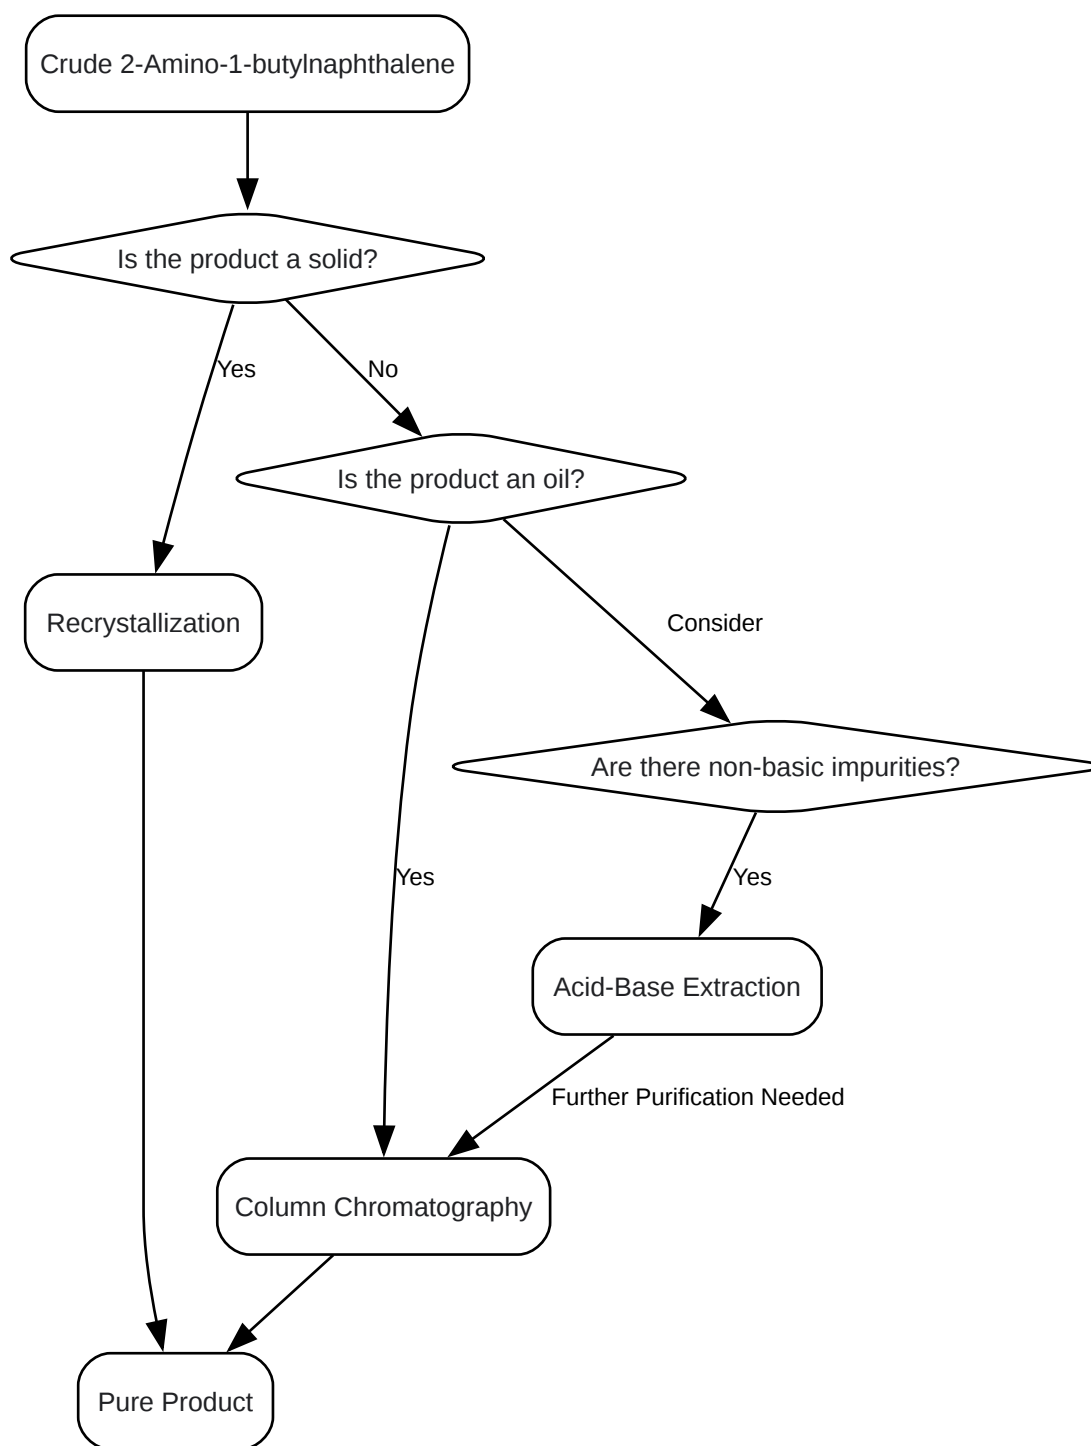 Crude 2-Amino-1-butylnaphthalene
Is the product a solid?
Yes
No
Is the product an oil?
Recrystallization
Consider
Are there non-basic impurities?
Yes
Yes
Acid-Base Extraction
Further Purification Needed
Column Chromatography
Pure Product